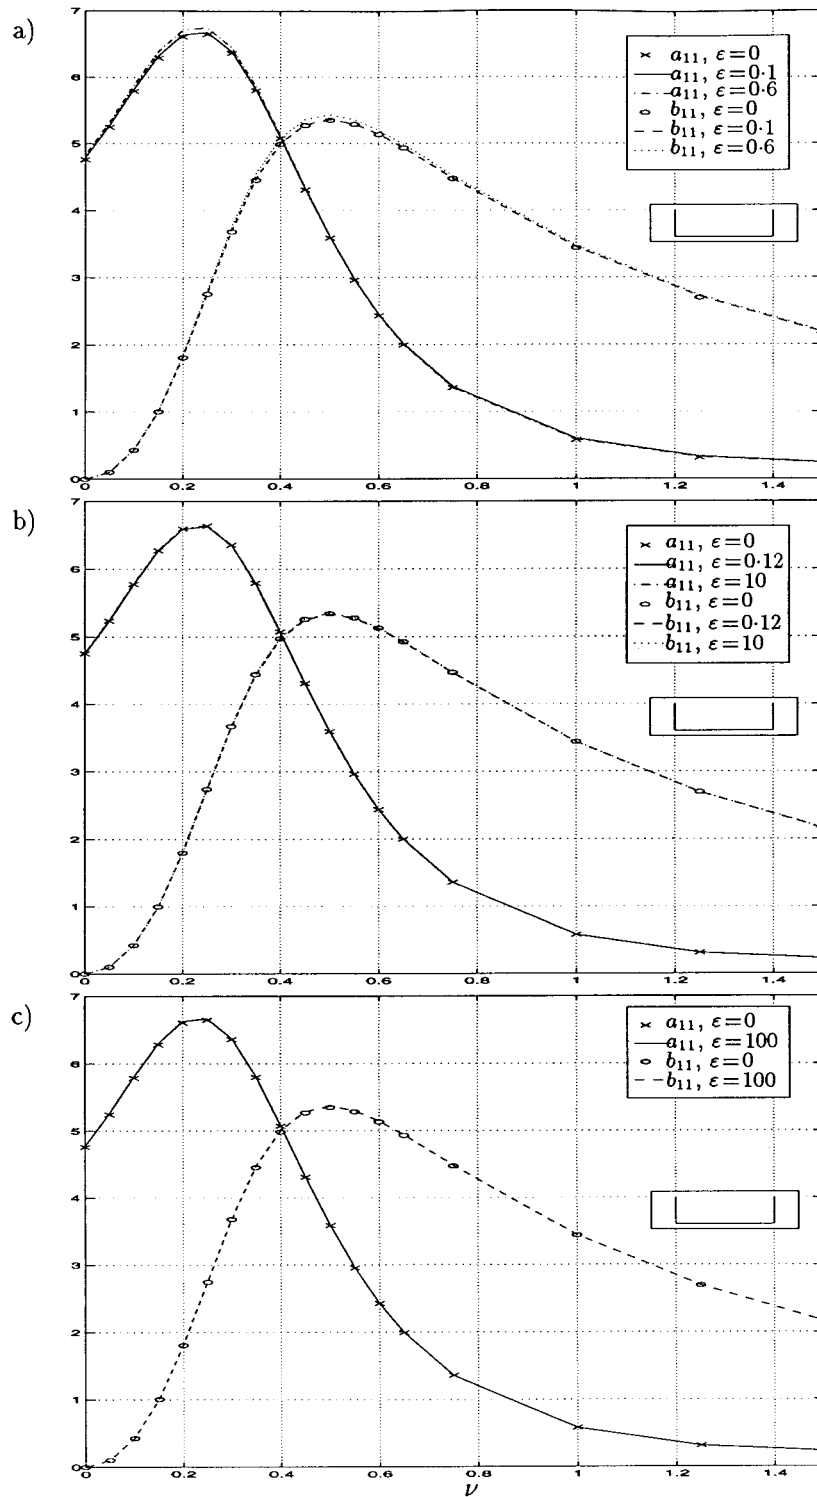 a)
7
6
5
4
3
2
1
0
0 0.2 0.4 0.6 0.8 1 1.2 1.4
a₁₁, ε=0
a₁₁, ε=0·1
a₁₁, ε=0·6
b₁₁, ε=0
b₁₁, ε=0·1
b₁₁, ε=0·6
b)
7
6
5
4
3
2
1
0
0 0.2 0.4 0.6 0.8 1 1.2 1.4
a₁₁, ε=0
a₁₁, ε=0·12
a₁₁, ε=10
b₁₁, ε=0
b₁₁, ε=0·12
b₁₁, ε=10
c)
7
6
5
4
3
2
1
0
0 0.2 0.4 0.6 0.8 1 1.2 1.4
a₁₁, ε=0
a₁₁, ε=100
b₁₁, ε=0
b₁₁, ε=100
ν